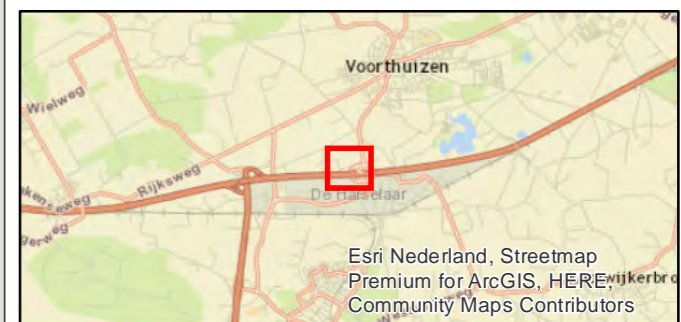 Voorthuizen
Wielweg
Rijksweg
De Harselaar
Esri Nederland, Streetmap
Premium for ArcGIS, HERE,
Community Maps Contributors